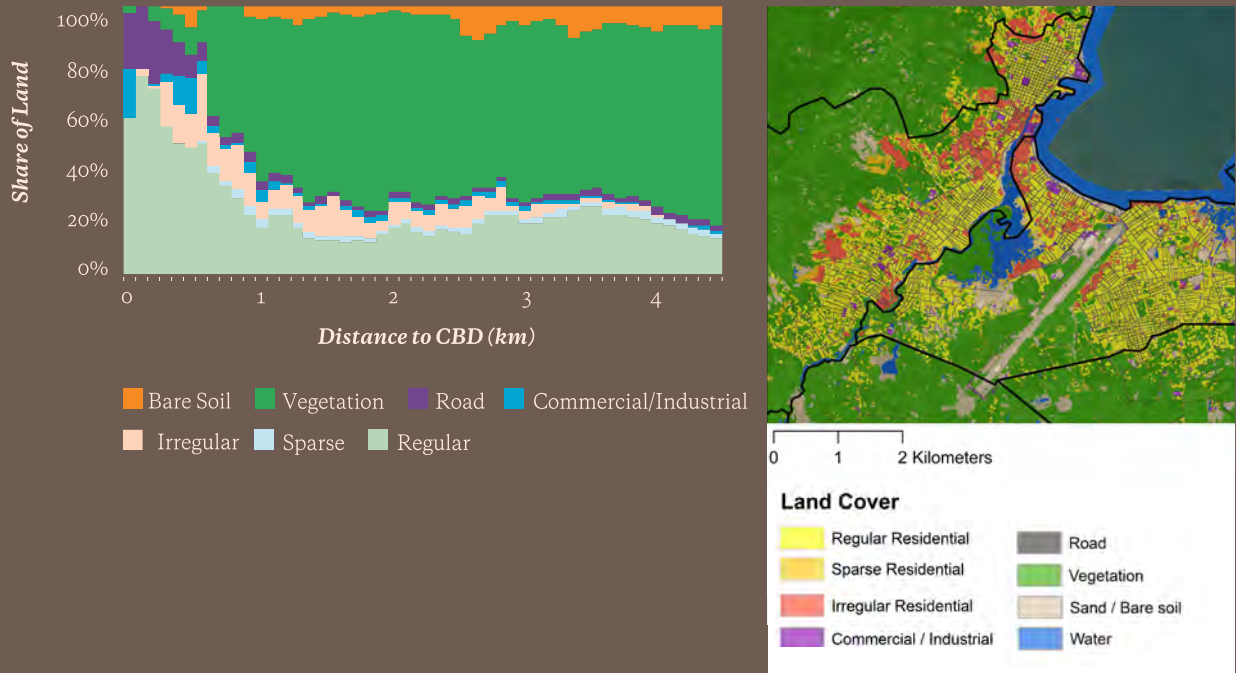 Share of Land
100%
80%
60%
40%
20%
0%
0 1 2 3 4
Distance to CBD (km)
Bare Soil Vegetation Road Commercial/Industrial
Irregular Sparse Regular
0 1 2 Kilometers
Land Cover
Regular Residential
Sparse Residential
Irregular Residential
Commercial / Industrial
Road
Vegetation
Sand / Bare soil
Water